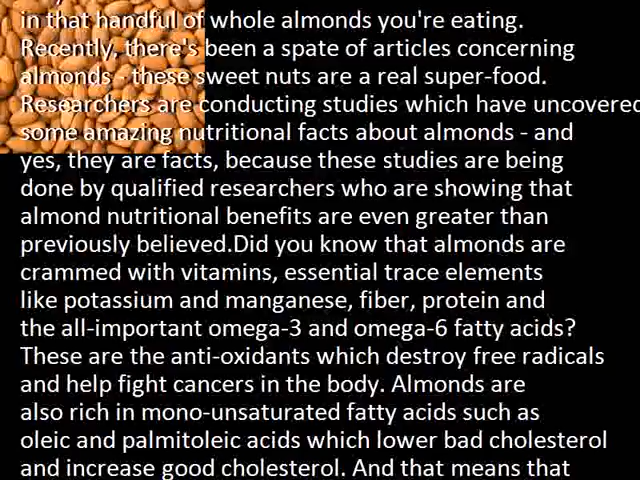 in that handful of whole almonds you're eating.
Recently, there's been a spate of articles concerning
almonds - these sweet nuts are a real super-food.
Researchers are conducting studies which have uncovered
some amazing nutritional facts about almonds - and
yes, they are facts, because these studies are being
done by qualified researchers who are showing that
almond nutritional benefits are even greater than
previously believed.Did you know that almonds are
crammed with vitamins, essential trace elements
like potassium and manganese, fiber, protein and
the all-important omega-3 and omega-6 fatty acids?
These are the anti-oxidants which destroy free radicals
and help fight cancers in the body. Almonds are
also rich in mono-unsaturated fatty acids such as
oleic and palmitoleic acids which lower bad cholesterol
and increase good cholesterol. And that means that